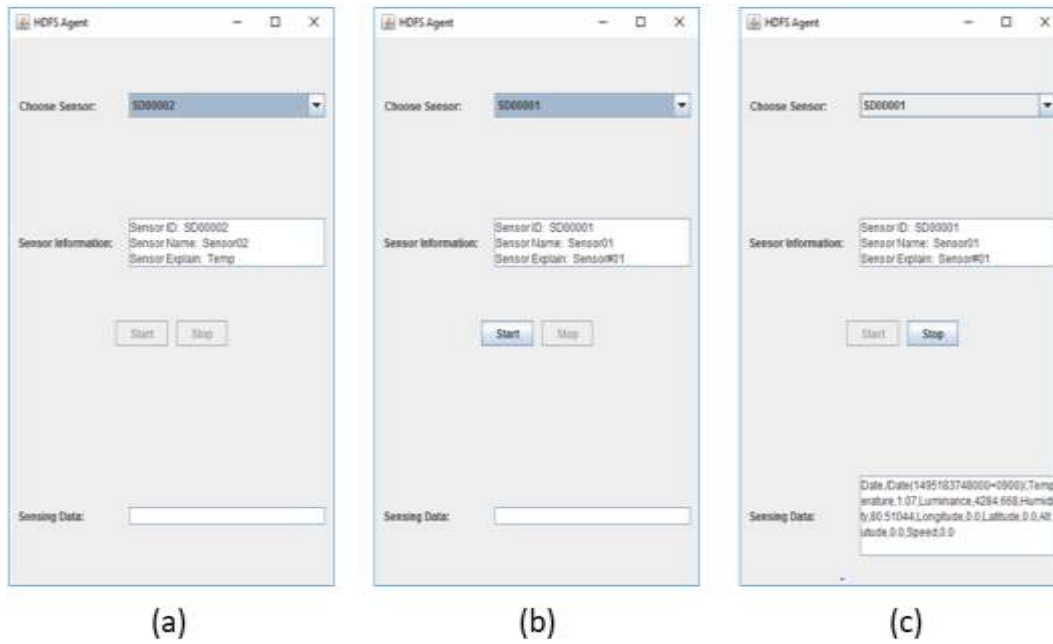 HDFS Agent
Choose Sensor: SD00002
Sensor Information:
Sensor ID: SD00002
Sensor Name: Sensor02
Sensor Explain: Temp
Start Stop
Sensing Data:
(a)
HDFS Agent
Choose Sensor: SD00001
Sensor Information:
Sensor ID: SD00001
Sensor Name: Sensor01
Sensor Explain: Sensor#01
Start Stop
Sensing Data:
(b)
HDFS Agent
Choose Sensor: SD00001
Sensor Information:
Sensor ID: SD00001
Sensor Name: Sensor01
Sensor Explain: Sensor#01
Start Stop
Sensing Data:
Date,/Date(1495183748000+0900)/;Temp
erature,1.07;Luminance,4284.668;Humidi
ty,80.51044;Longitude,0.0;Latitude,0.0;Alt
itude,0.0;Speed,0.0
(c)